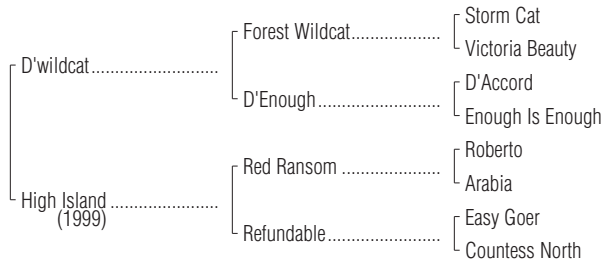 Storm Cat
Forest Wildcat...................
Victoria Beauty
D'wildcat...........................
D'Accord
D'Enough..........................
Enough Is Enough
Roberto
Red Ransom .....................
Arabia
High Island .......................
(1999)
Easy Goer
Refundable........................
Countess North